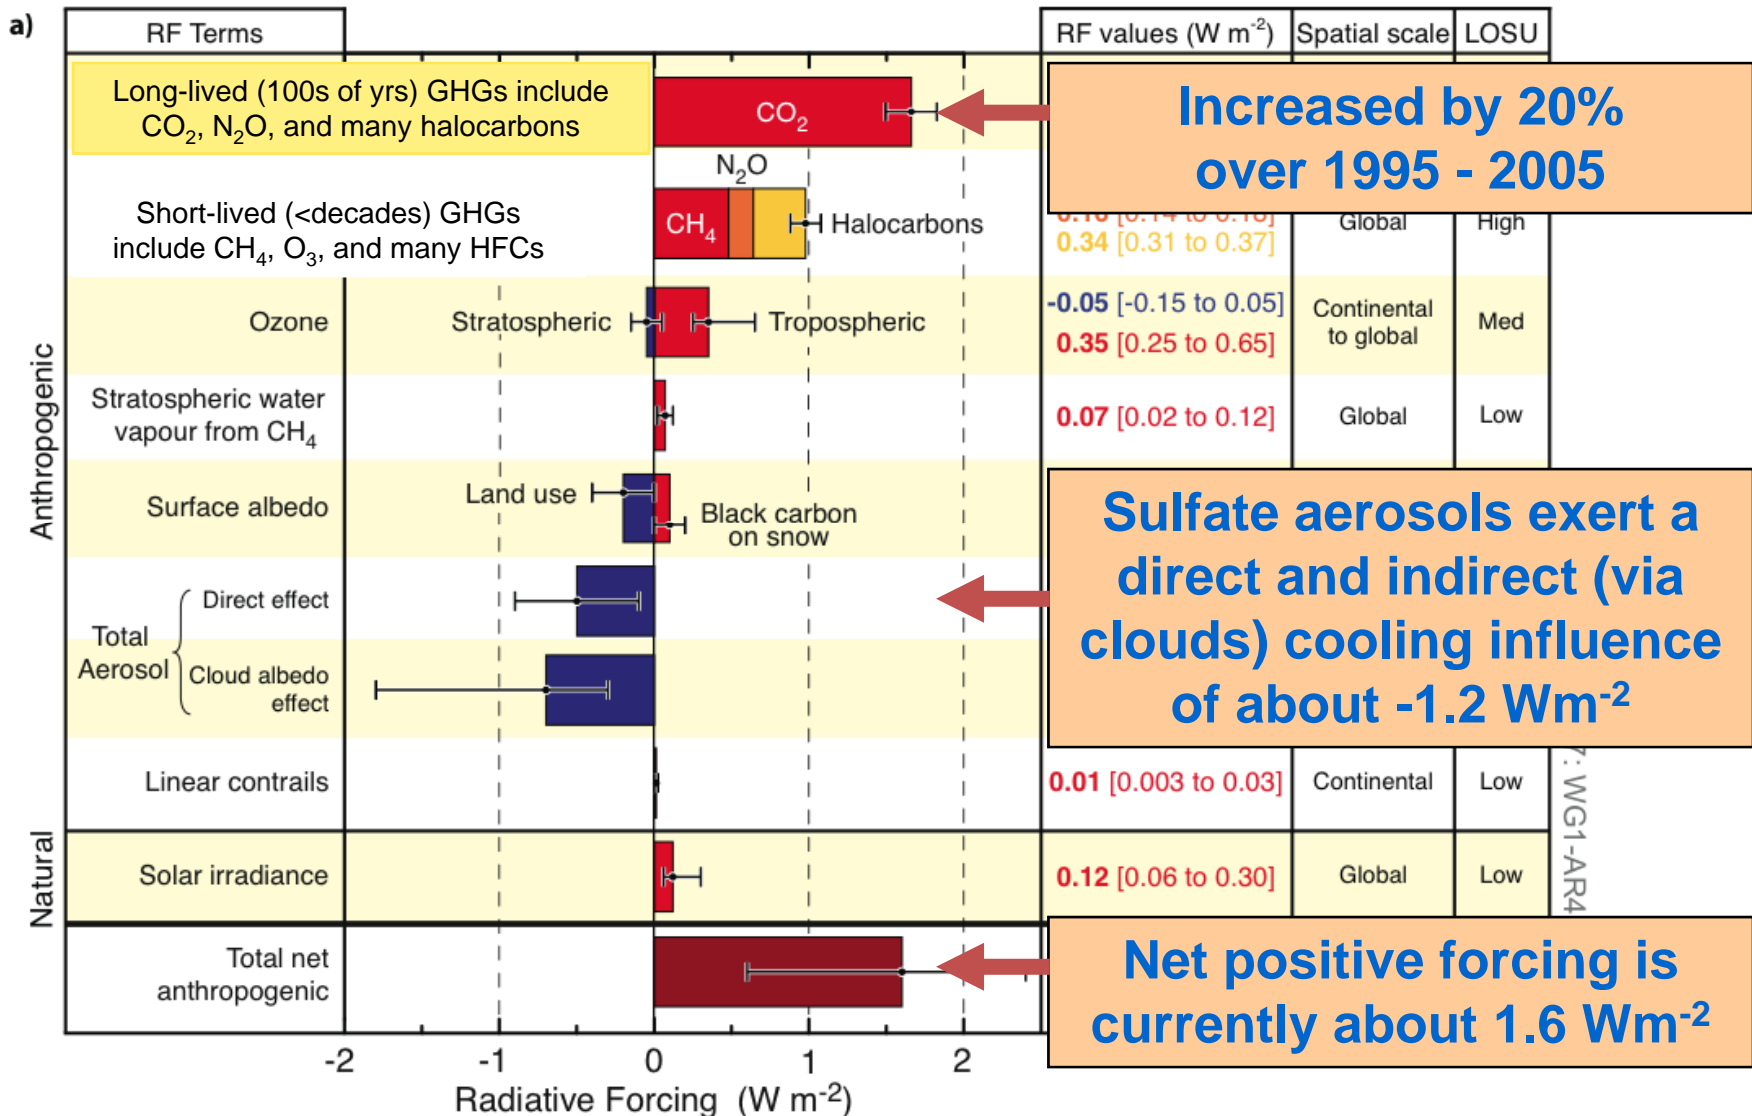 a)
RF Terms
RF values (W m⁻²) Spatial scale LOSU
Long-lived (100s of yrs) GHGs include
CO₂, N₂O, and many halocarbons
CO₂
Increased by 20%
over 1995 - 2005
N₂O
Short-lived (<decades) GHGs
include CH₄, O₃, and many HFCs
CH₄
Halocarbons
0.16 [0.14 to 0.18]
0.34 [0.31 to 0.37]
Global
High
Anthropogenic
Ozone
Stratospheric
Tropospheric
-0.05 [-0.15 to 0.05]
0.35 [0.25 to 0.65]
Continental
to global
Med
Stratospheric water
vapour from CH₄
0.07 [0.02 to 0.12]
Global
Low
Surface albedo
Land use
Black carbon
on snow
Sulfate aerosols exert a
direct and indirect (via
clouds) cooling influence
of about -1.2 Wm⁻²
Total
Aerosol
Direct effect
Cloud albedo
effect
Linear contrails
0.01 [0.003 to 0.03]
Continental
Low
7: WG1-AR4
Natural
Solar irradiance
0.12 [0.06 to 0.30]
Global
Low
Total net
anthropogenic
Net positive forcing is
currently about 1.6 Wm⁻²
-2 -1 0 1 2
Radiative Forcing (W m⁻²)